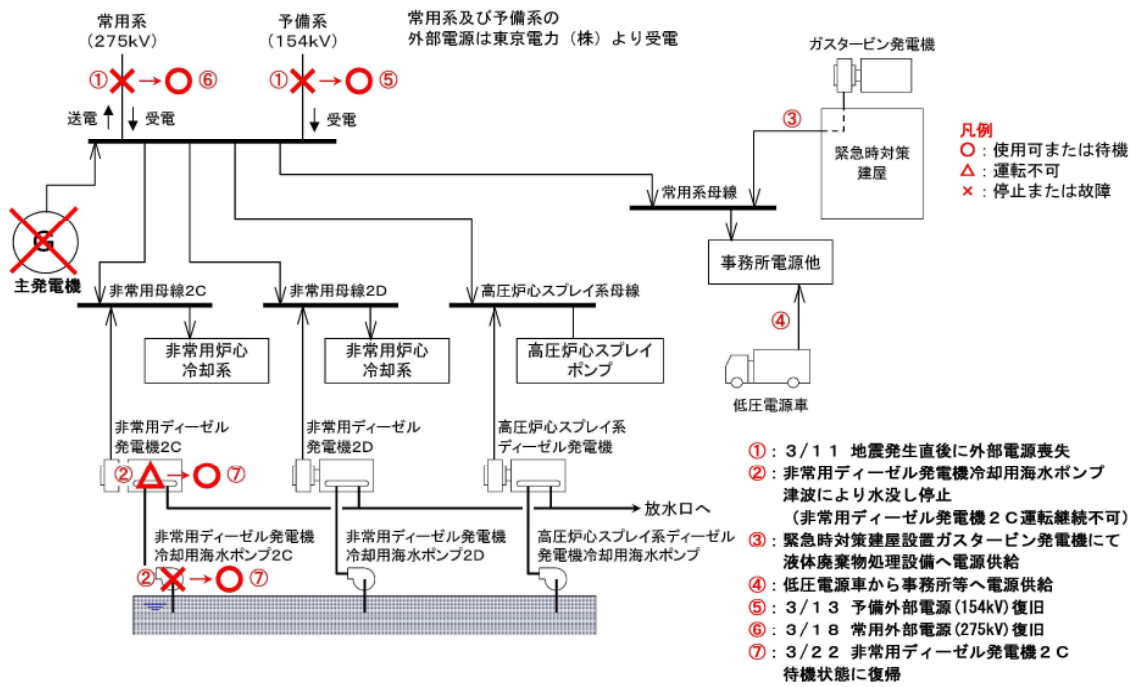 常用系
(275kV)
予備系
(154kV)
常用系及び予備系の
外部電源は東京電力（株）より受電
ガスタービン発電機
① → ⑥
① → ⑤
送電
受電
受電
③
緊急時対策
建屋
凡例
○：使用可または待機
△：運転不可
×：停止または故障
常用系母線
G
主発電機
事務所電源他
非常用母線2C
非常用母線2D
高圧炉心スプレイ系母線
④
非常用炉心
冷却系
非常用炉心
冷却系
高圧炉心スプレイ
ポンプ
低圧電源車
非常用ディーゼル
発電機2C
非常用ディーゼル
発電機2D
高圧炉心スプレイ系
ディーゼル発電機
② → ⑦
放水口へ
非常用ディーゼル発電機
冷却用海水ポンプ2C
非常用ディーゼル発電機
冷却用海水ポンプ2D
高圧炉心スプレイ系ディーゼル
発電機冷却用海水ポンプ
② → ⑦
①：３/１１ 地震発生直後に外部電源喪失
②：非常用ディーゼル発電機冷却用海水ポンプ
津波により水没し停止
（非常用ディーゼル発電機２Ｃ運転継続不可）
③：緊急時対策建屋設置ガスタービン発電機にて
液体廃棄物処理設備へ電源供給
④：低圧電源車から事務所等へ電源供給
⑤：３/１３ 予備外部電源(154kV)復旧
⑥：３/１８ 常用外部電源(275kV)復旧
⑦：３/２２ 非常用ディーゼル発電機２Ｃ
待機状態に復帰